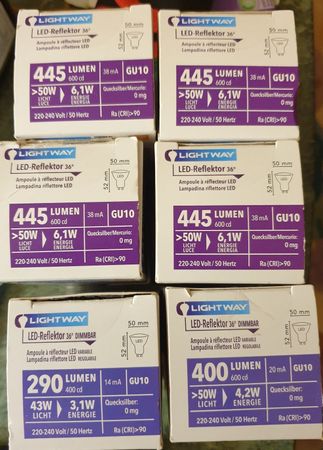 LIGHTWAY
LED-Reflektor 36°
Ampoule à réflecteur LED
Lampadina riflettore LED
50 mm
52 mm
445 LUMEN
600 cd
38 mA
GU10
>50W
LICHT
LUCE
6,1W
ENERGIE
ENERGIA
Quecksilber/Mercurio:
0 mg
220-240 Volt/50 Hertz
Ra (CRI)>90
LIGHTWAY
LED-Reflektor 36°
Ampoule à réflecteur LED
Lampadina riflettore LED
50 mm
52 mm
445 LUMEN
600 cd
38 mA
GU10
>50W
LICHT
LUCE
6,1W
ENERGIE
ENERGIA
Quecksilber/Mercurio:
0 mg
220-240 Volt/50 Hertz
Ra (CRI)>90
LIGHTWAY
LED-Reflektor 36°
Ampoule à réflecteur LED
Lampadina riflettore LED
50 mm
52 mm
445 LUMEN
600 cd
38 mA
GU10
>50W
LICHT
LUCE
6,1W
ENERGIE
ENERGIA
Quecksilber/Mercurio:
0 mg
220-240 Volt/50 Hertz
Ra (CRI)>90
LIGHTWAY
LED-Reflektor 36°
Ampoule à réflecteur LED
Lampadina riflettore LED
50 mm
52 mm
445 LUMEN
600 cd
38 mA
GU10
>50W
LICHT
LUCE
6,1W
ENERGIE
ENERGIA
Quecksilber/Mercurio:
0 mg
220-240 Volt/50 Hertz
Ra (CRI)>90
LIGHTWAY
LED-Reflektor 36° DIMMBAR
Ampoule à réflecteur LED VARIABLE
Lampadina riflettore LED REGOLABILE
50 mm
52 mm
290 LUMEN
600 cd
14 mA
GU10
43W
LICHT
3,1W
ENERGIE
Quecksilber:
0 mg
220-240 Volt/50 Hertz
Ra (CRI)>90
LIGHTWAY
LED-Reflektor 36° DIMMBAR
Ampoule à réflecteur LED VARIABLE
Lampadina riflettore LED REGOLABILE
50 mm
52 mm
400 LUMEN
600 cd
20 mA
GU10
>50W
LICHT
4,2W
ENERGIE
Quecksilber:
0 mg
220-240 Volt/50 Hertz
Ra (CRI)>90